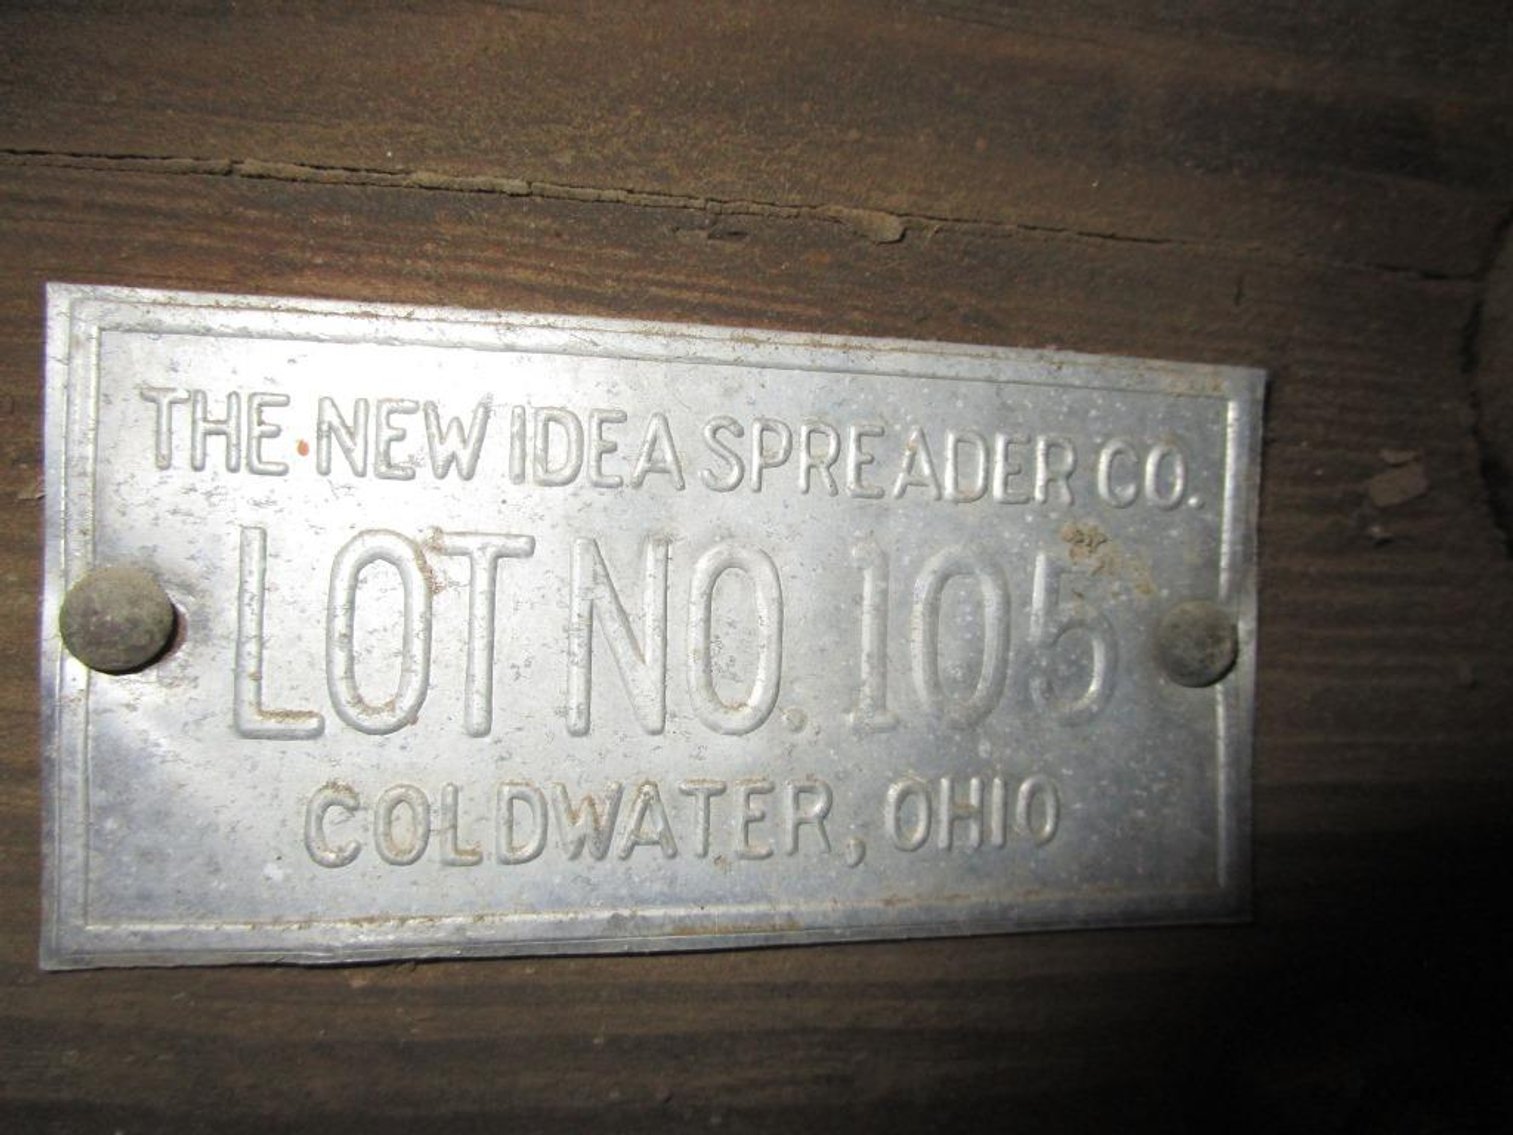 THE NEW IDEA SPREADER CO.
LOT NO. 105
COLDWATER, OHIO